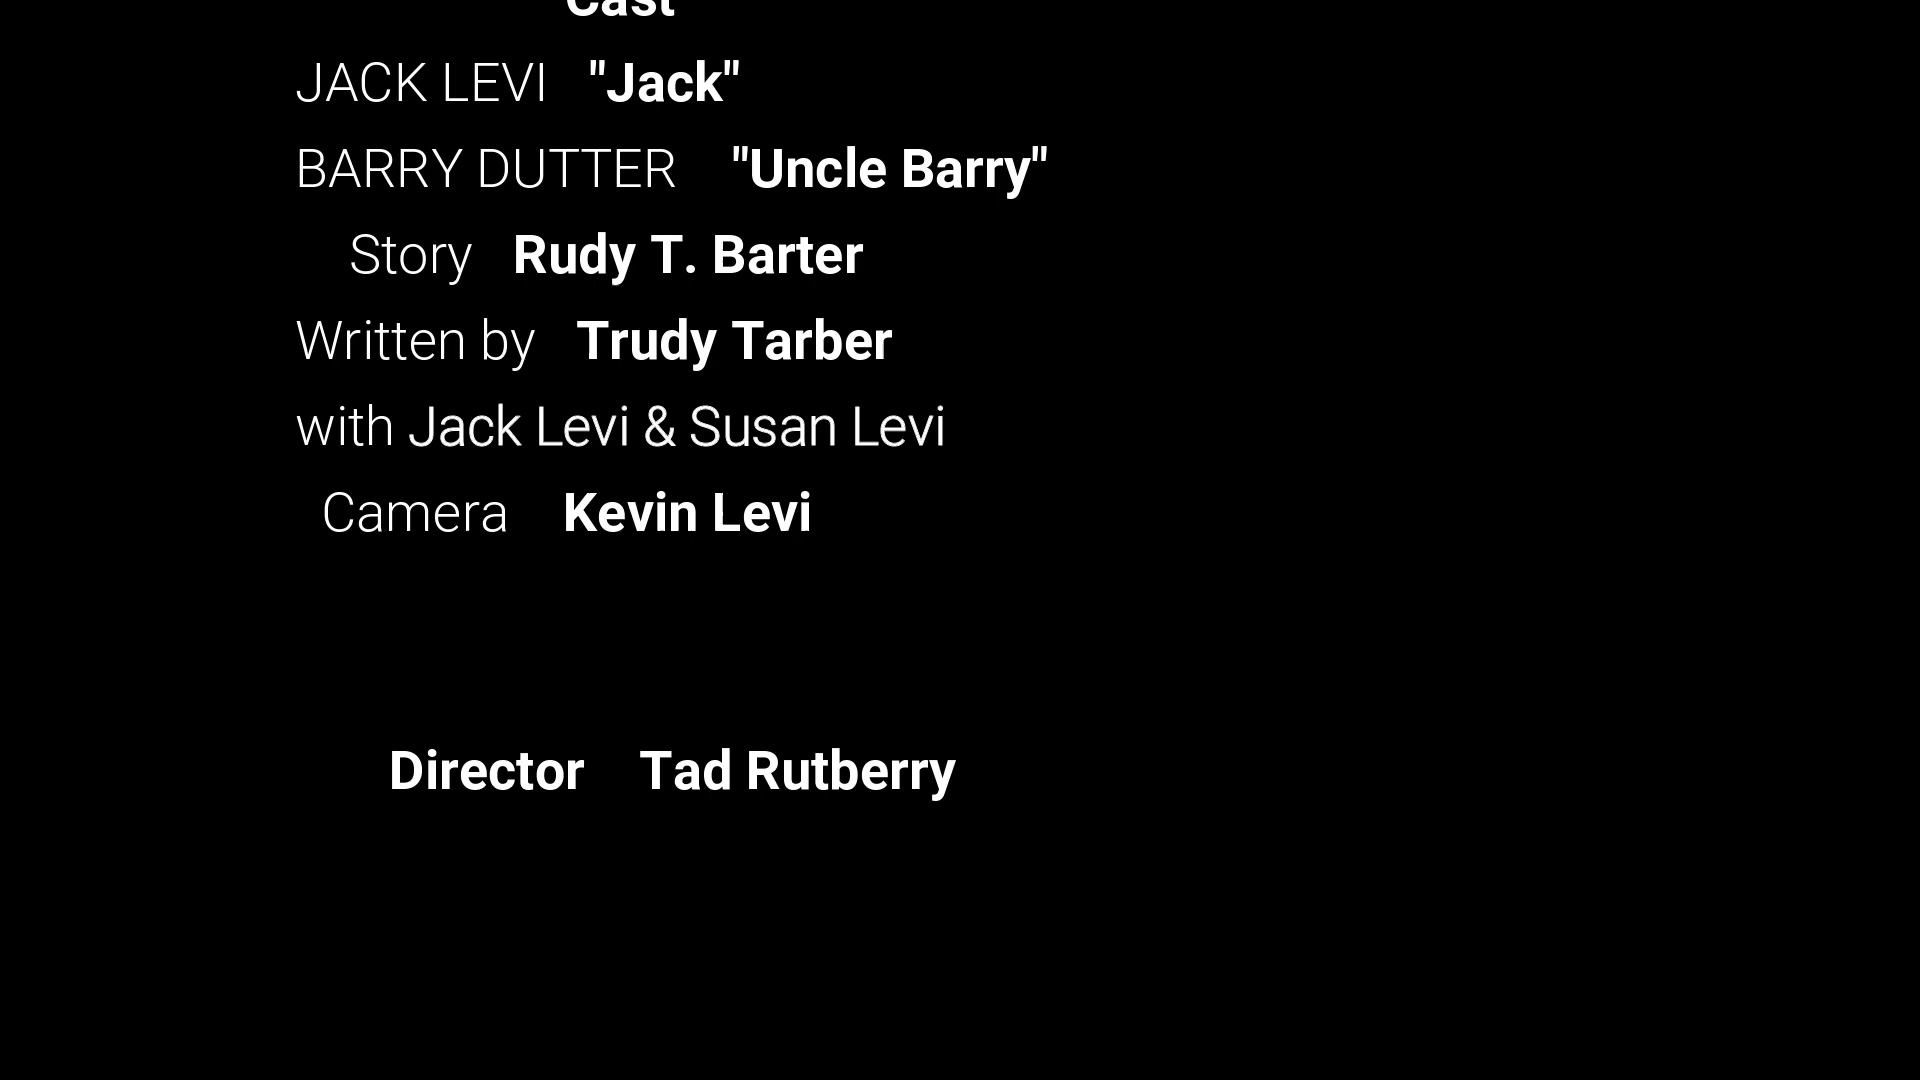 Cast
JACK LEVI "Jack"
BARRY DUTTER "Uncle Barry"
Story Rudy T. Barter
Written by Trudy Tarber
with Jack Levi & Susan Levi
Camera Kevin Levi
Director Tad Rutberry